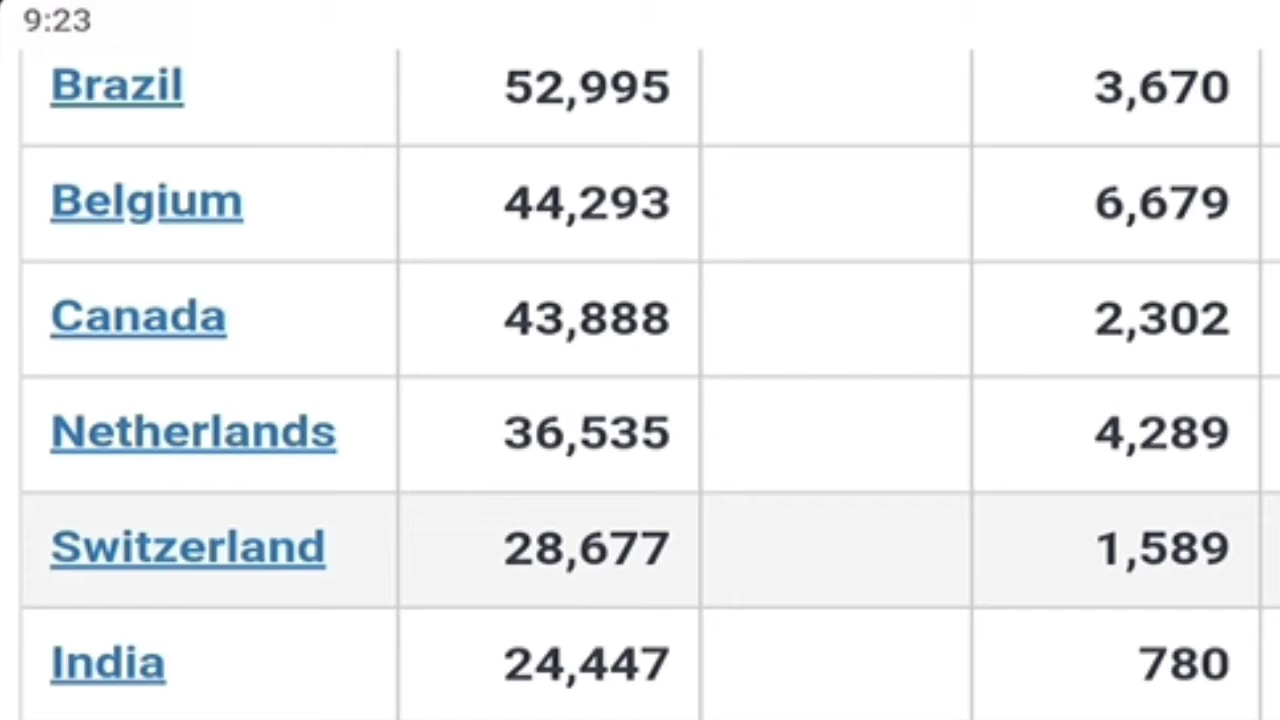 9:23
Brazil 52,995 3,670
Belgium 44,293 6,679
Canada 43,888 2,302
Netherlands 36,535 4,289
Switzerland 28,677 1,589
India 24,447 780